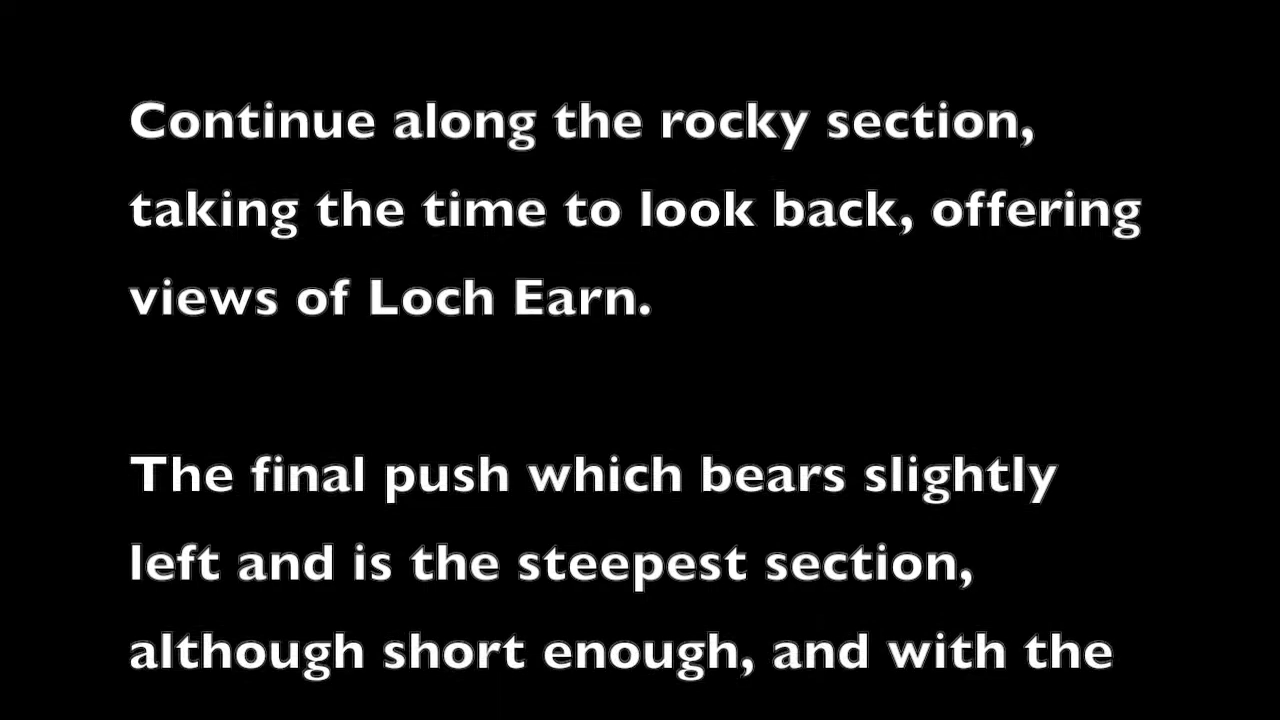 Continue along the rocky section,
taking the time to look back, offering
views of Loch Earn.
The final push which bears slightly
left and is the steepest section,
although short enough, and with the